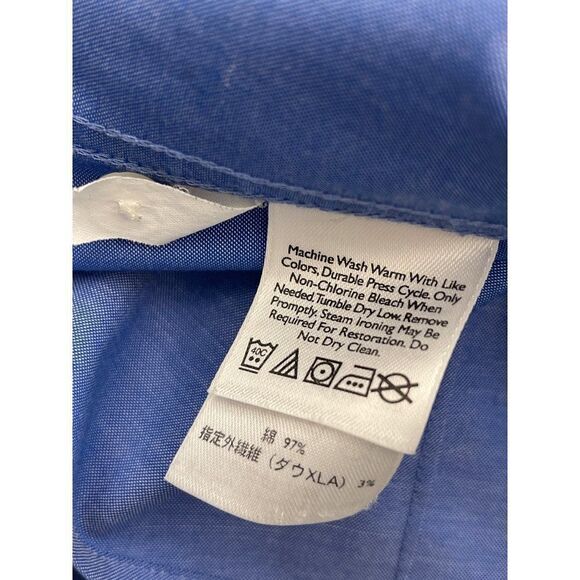 Machine Wash Warm With Like
Colors, Durable Press Cycle. Only
Non-Chlorine Bleach When
Needed. Tumble Dry Low. Remove
Promptly. Steam Ironing May Be
Required For Restoration. Do
Not Dry Clean.
40C
綿 97%
指定外繊維（ダウXLA） 3%